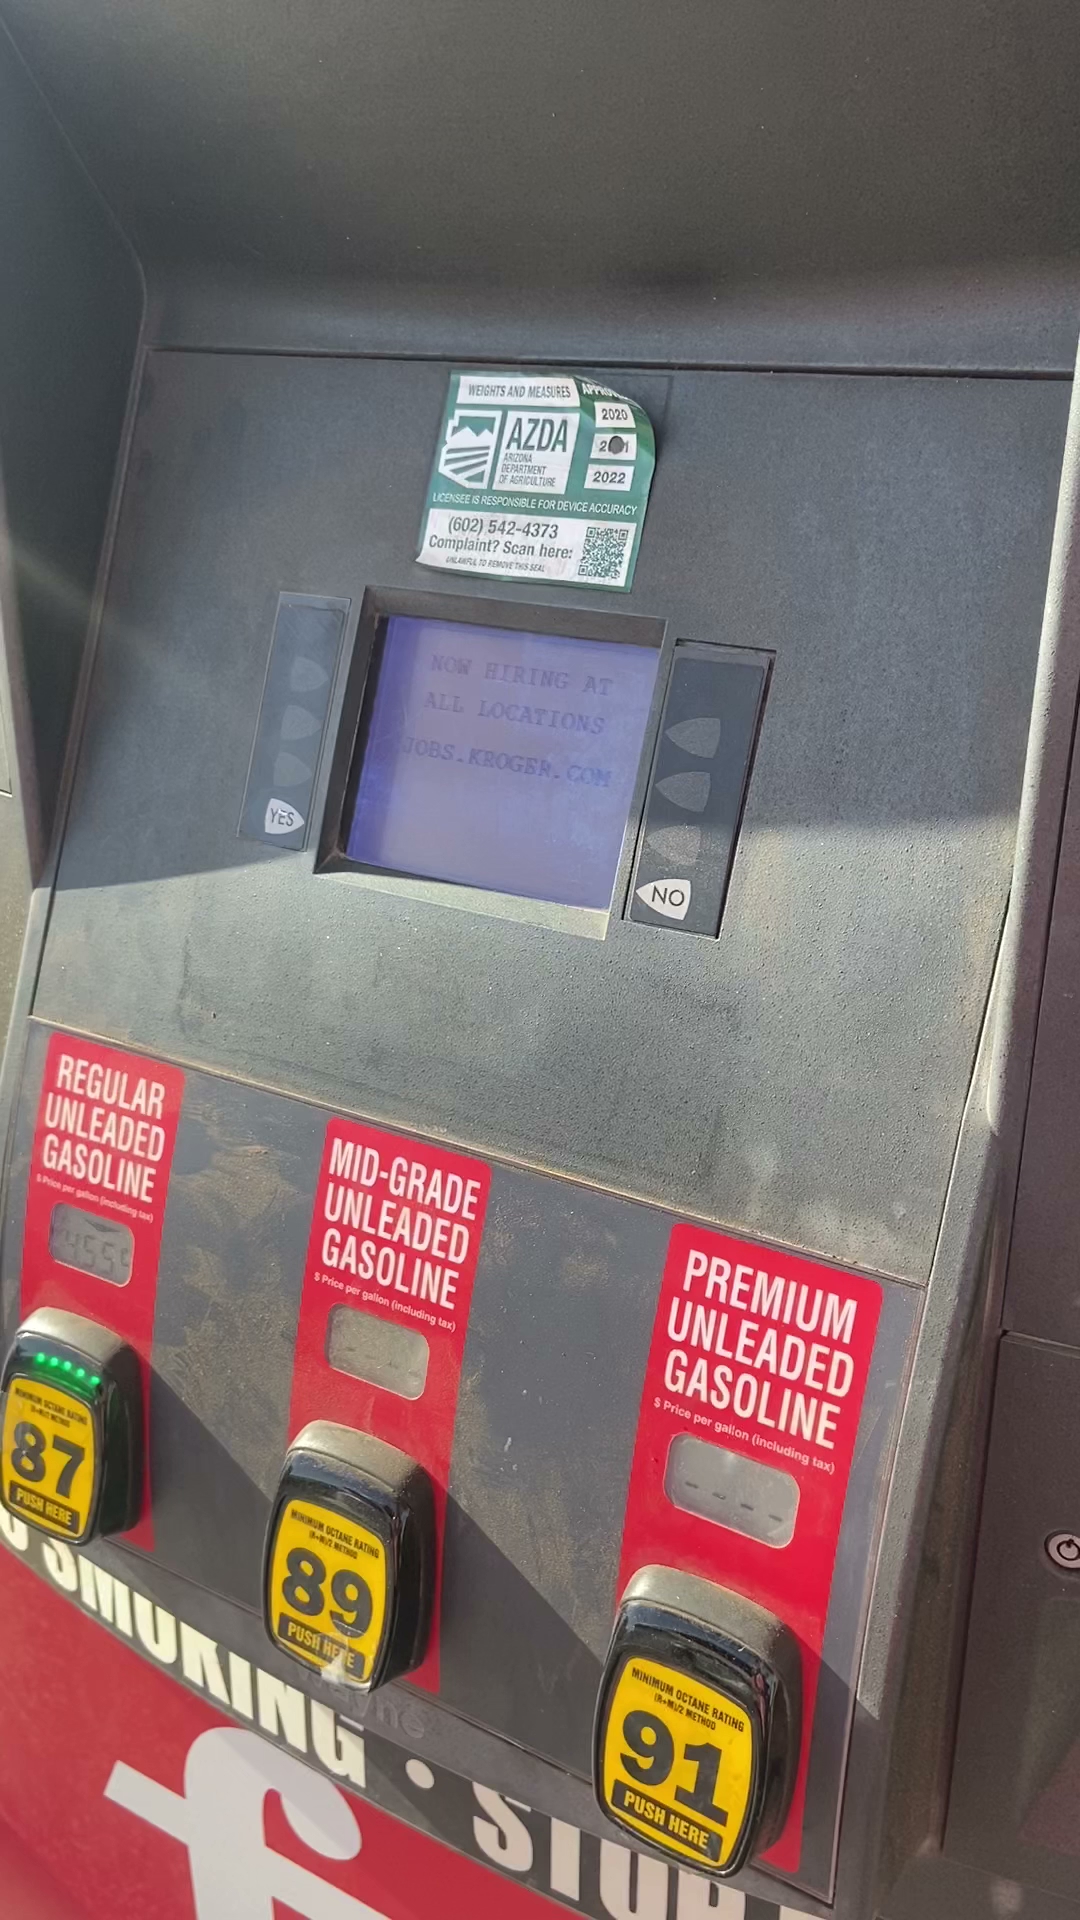 WEIGHTS AND MEASURES
2020
2022
AZDA
ARIZONA
DEPARTMENT
OF AGRICULTURE
LICENSEE IS RESPONSIBLE FOR DEVICE ACCURACY
(602) 542-4373
Complaint? Scan here:
UNLAWFUL TO REMOVE THIS SEAL
NOW HIRING AT
ALL LOCATIONS
JOBS.KROGER.COM
YES
NO
REGULAR
UNLEADED
GASOLINE
$ Price per gallon (including tax)
MINIMUM OCTANE RATING
(R+M)/2 METHOD
87
PUSH HERE
MID-GRADE
UNLEADED
GASOLINE
$ Price per gallon (including tax)
MINIMUM OCTANE RATING
(R+M)/2 METHOD
89
PUSH HERE
PREMIUM
UNLEADED
GASOLINE
$ Price per gallon (including tax)
MINIMUM OCTANE RATING
(R+M)/2 METHOD
91
PUSH HERE
SMOKING • STOP